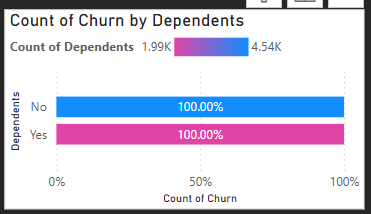 Count of Churn by Dependents
Count of Dependents 1.99K 4.54K
Dependents
No 100.00%
Yes 100.00%
0% 50% 100%
Count of Churn